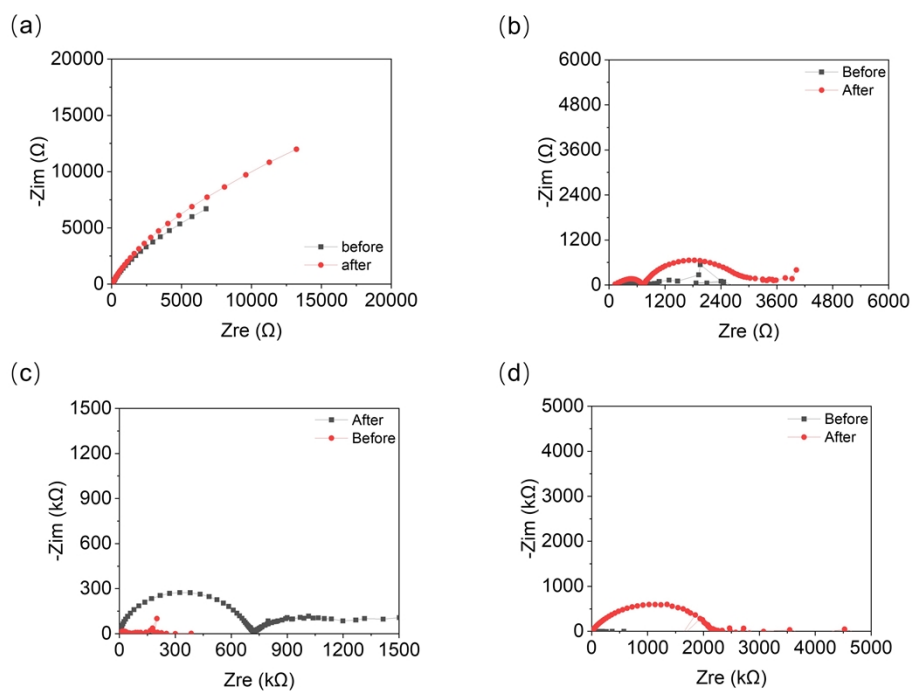 (a)
20000
15000
10000
5000
0
-Zim (Ω)
before
after
0 5000 10000 15000 20000
Zre (Ω)
(b)
6000
4800
3600
2400
1200
0
-Zim (Ω)
Before
After
0 1200 2400 3600 4800 6000
Zre (Ω)
(c)
1500
1200
900
600
300
0
-Zim (kΩ)
After
Before
0 300 600 900 1200 1500
Zre (kΩ)
(d)
5000
4000
3000
2000
1000
0
-Zim (kΩ)
Before
After
0 1000 2000 3000 4000 5000
Zre (kΩ)